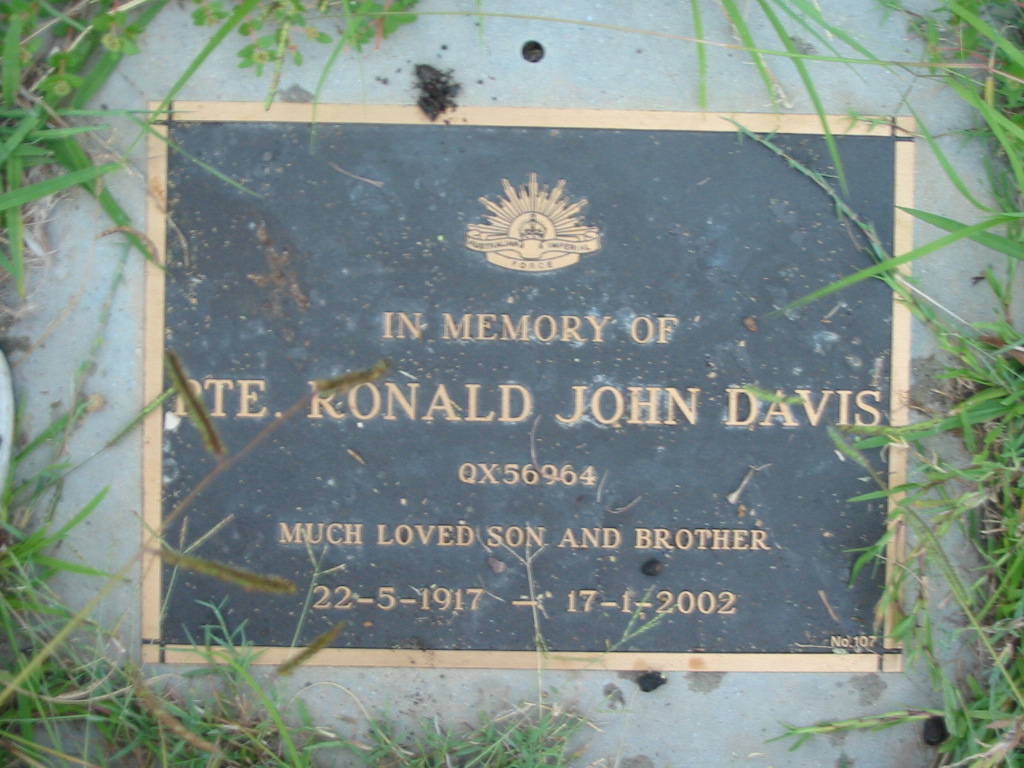 AUSTRALIAN IMPERIAL
FORCE
IN MEMORY OF
PTE. RONALD JOHN DAVIS
QX56964
MUCH LOVED SON AND BROTHER
22-5-1917 — 17-1-2002
No.107